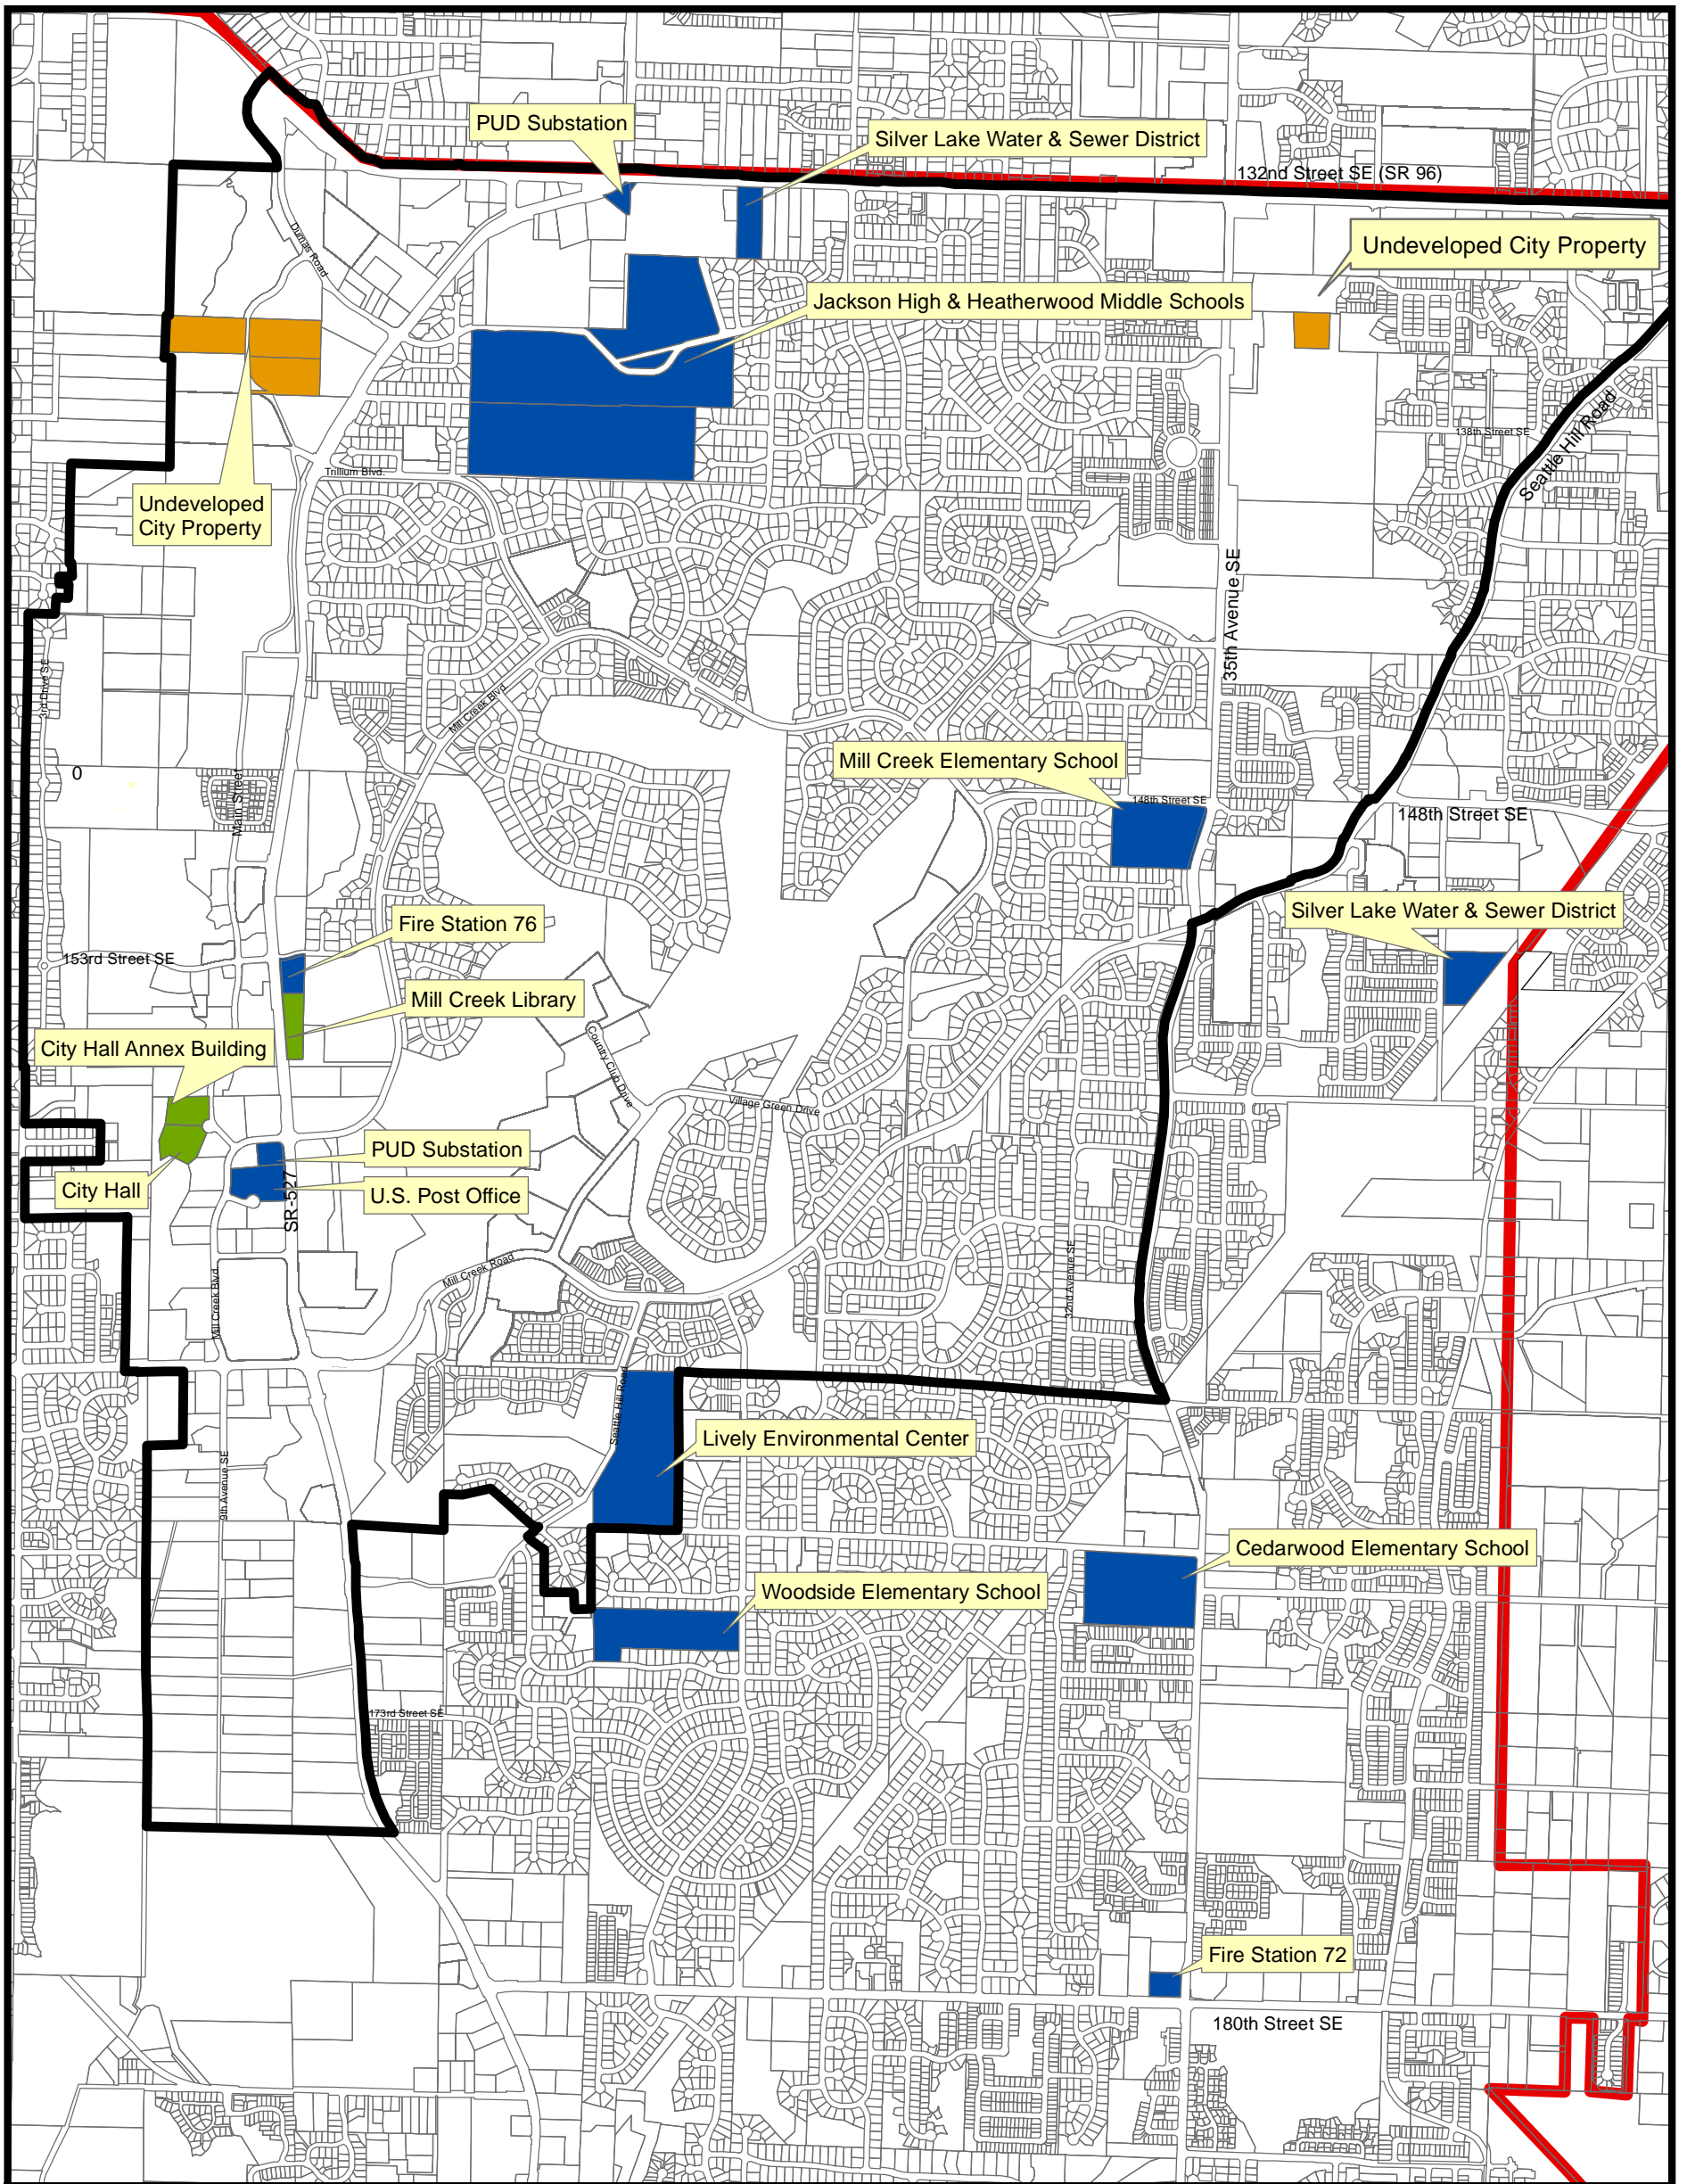 PUD Substation
Silver Lake Water & Sewer District
132nd Street SE (SR 96)
Undeveloped City Property
Dumas Road
Jackson High & Heatherwood Middle Schools
138th Street SE
Seattle Hill Road
Trillium Blvd.
Undeveloped
City Property
35th Avenue SE
3rd Drive SE
Mill Creek Blvd.
Mill Creek Elementary School
0
Main Street
148th Street SE
148th Street SE
Silver Lake Water & Sewer District
Fire Station 76
153rd Street SE
Mill Creek Library
City Hall Annex Building
Country Club Drive
Village Green Drive
PUD Substation
City Hall
U.S. Post Office
SR-527
Mill Creek Road
Mill Creek Blvd.
32nd Avenue SE
Seattle Hill Road
Lively Environmental Center
9th Avenue SE
Cedarwood Elementary School
Woodside Elementary School
173rd Street SE
Fire Station 72
180th Street SE